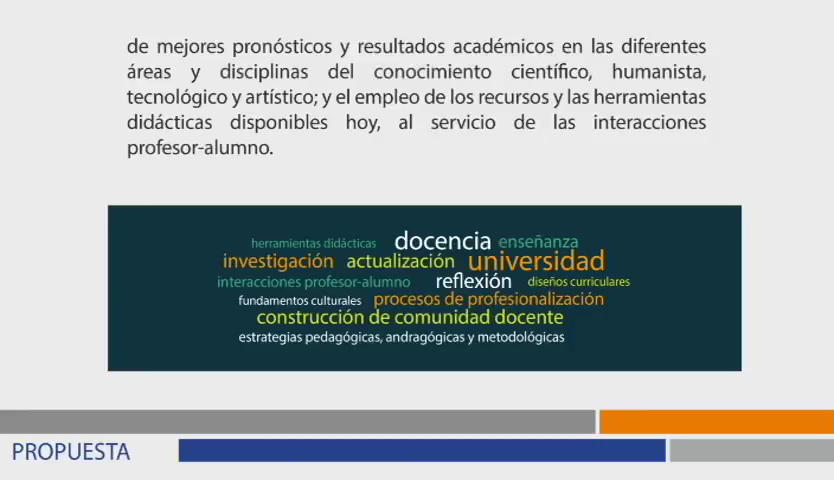 de mejores pronósticos y resultados académicos en las diferentes
áreas y disciplinas del conocimiento científico, humanista,
tecnológico y artístico; y el empleo de los recursos y las herramientas
didácticas disponibles hoy, al servicio de las interacciones
profesor-alumno.
herramientas didácticas docencia enseñanza
investigación actualización universidad
interacciones profesor-alumno reflexión diseños curriculares
fundamentos culturales procesos de profesionalización
construcción de comunidad docente
estrategias pedagógicas, andragógicas y metodológicas
PROPUESTA